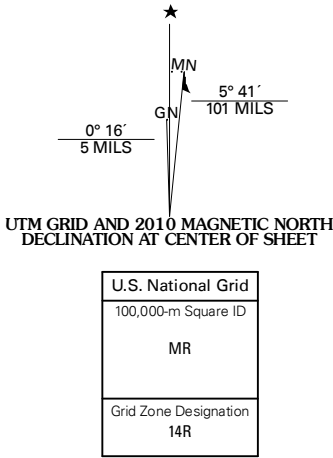 MN
GN
5° 41´
101 MILS
0° 16´
5 MILS
UTM GRID AND 2010 MAGNETIC NORTH
DECLINATION AT CENTER OF SHEET
U.S. National Grid
100,000-m Square ID
MR
Grid Zone Designation
14R